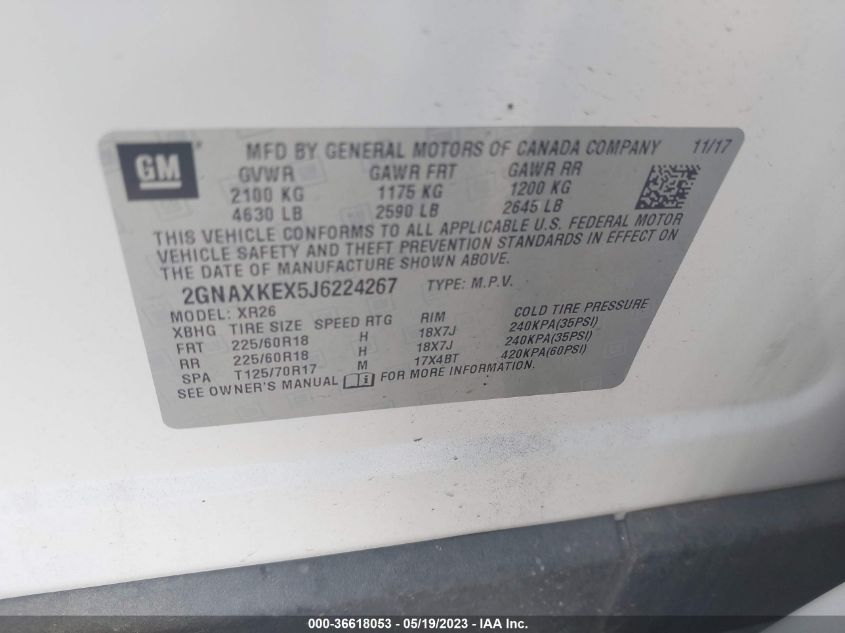 GM
MFD BY GENERAL MOTORS OF CANADA COMPANY 11/17
GVWR GAWR FRT GAWR RR
2100 KG 1175 KG 1200 KG
4630 LB 2590 LB 2645 LB
THIS VEHICLE CONFORMS TO ALL APPLICABLE U.S. FEDERAL MOTOR
VEHICLE SAFETY AND THEFT PREVENTION STANDARDS IN EFFECT ON
THE DATE OF MANUFACTURE SHOWN ABOVE.
2GNAXKEX5J6224267 TYPE: M.P.V.
MODEL: XR26
XBHG TIRE SIZE SPEED RTG RIM COLD TIRE PRESSURE
FRT 225/60R18 H 18X7J 240KPA(35PSI)
RR 225/60R18 H 18X7J 240KPA(35PSI)
SPA T125/70R17 M 17X4BT 420KPA(60PSI)
SEE OWNER'S MANUAL FOR MORE INFORMATION.
000-36618053 - 05/19/2023 - IAA Inc.